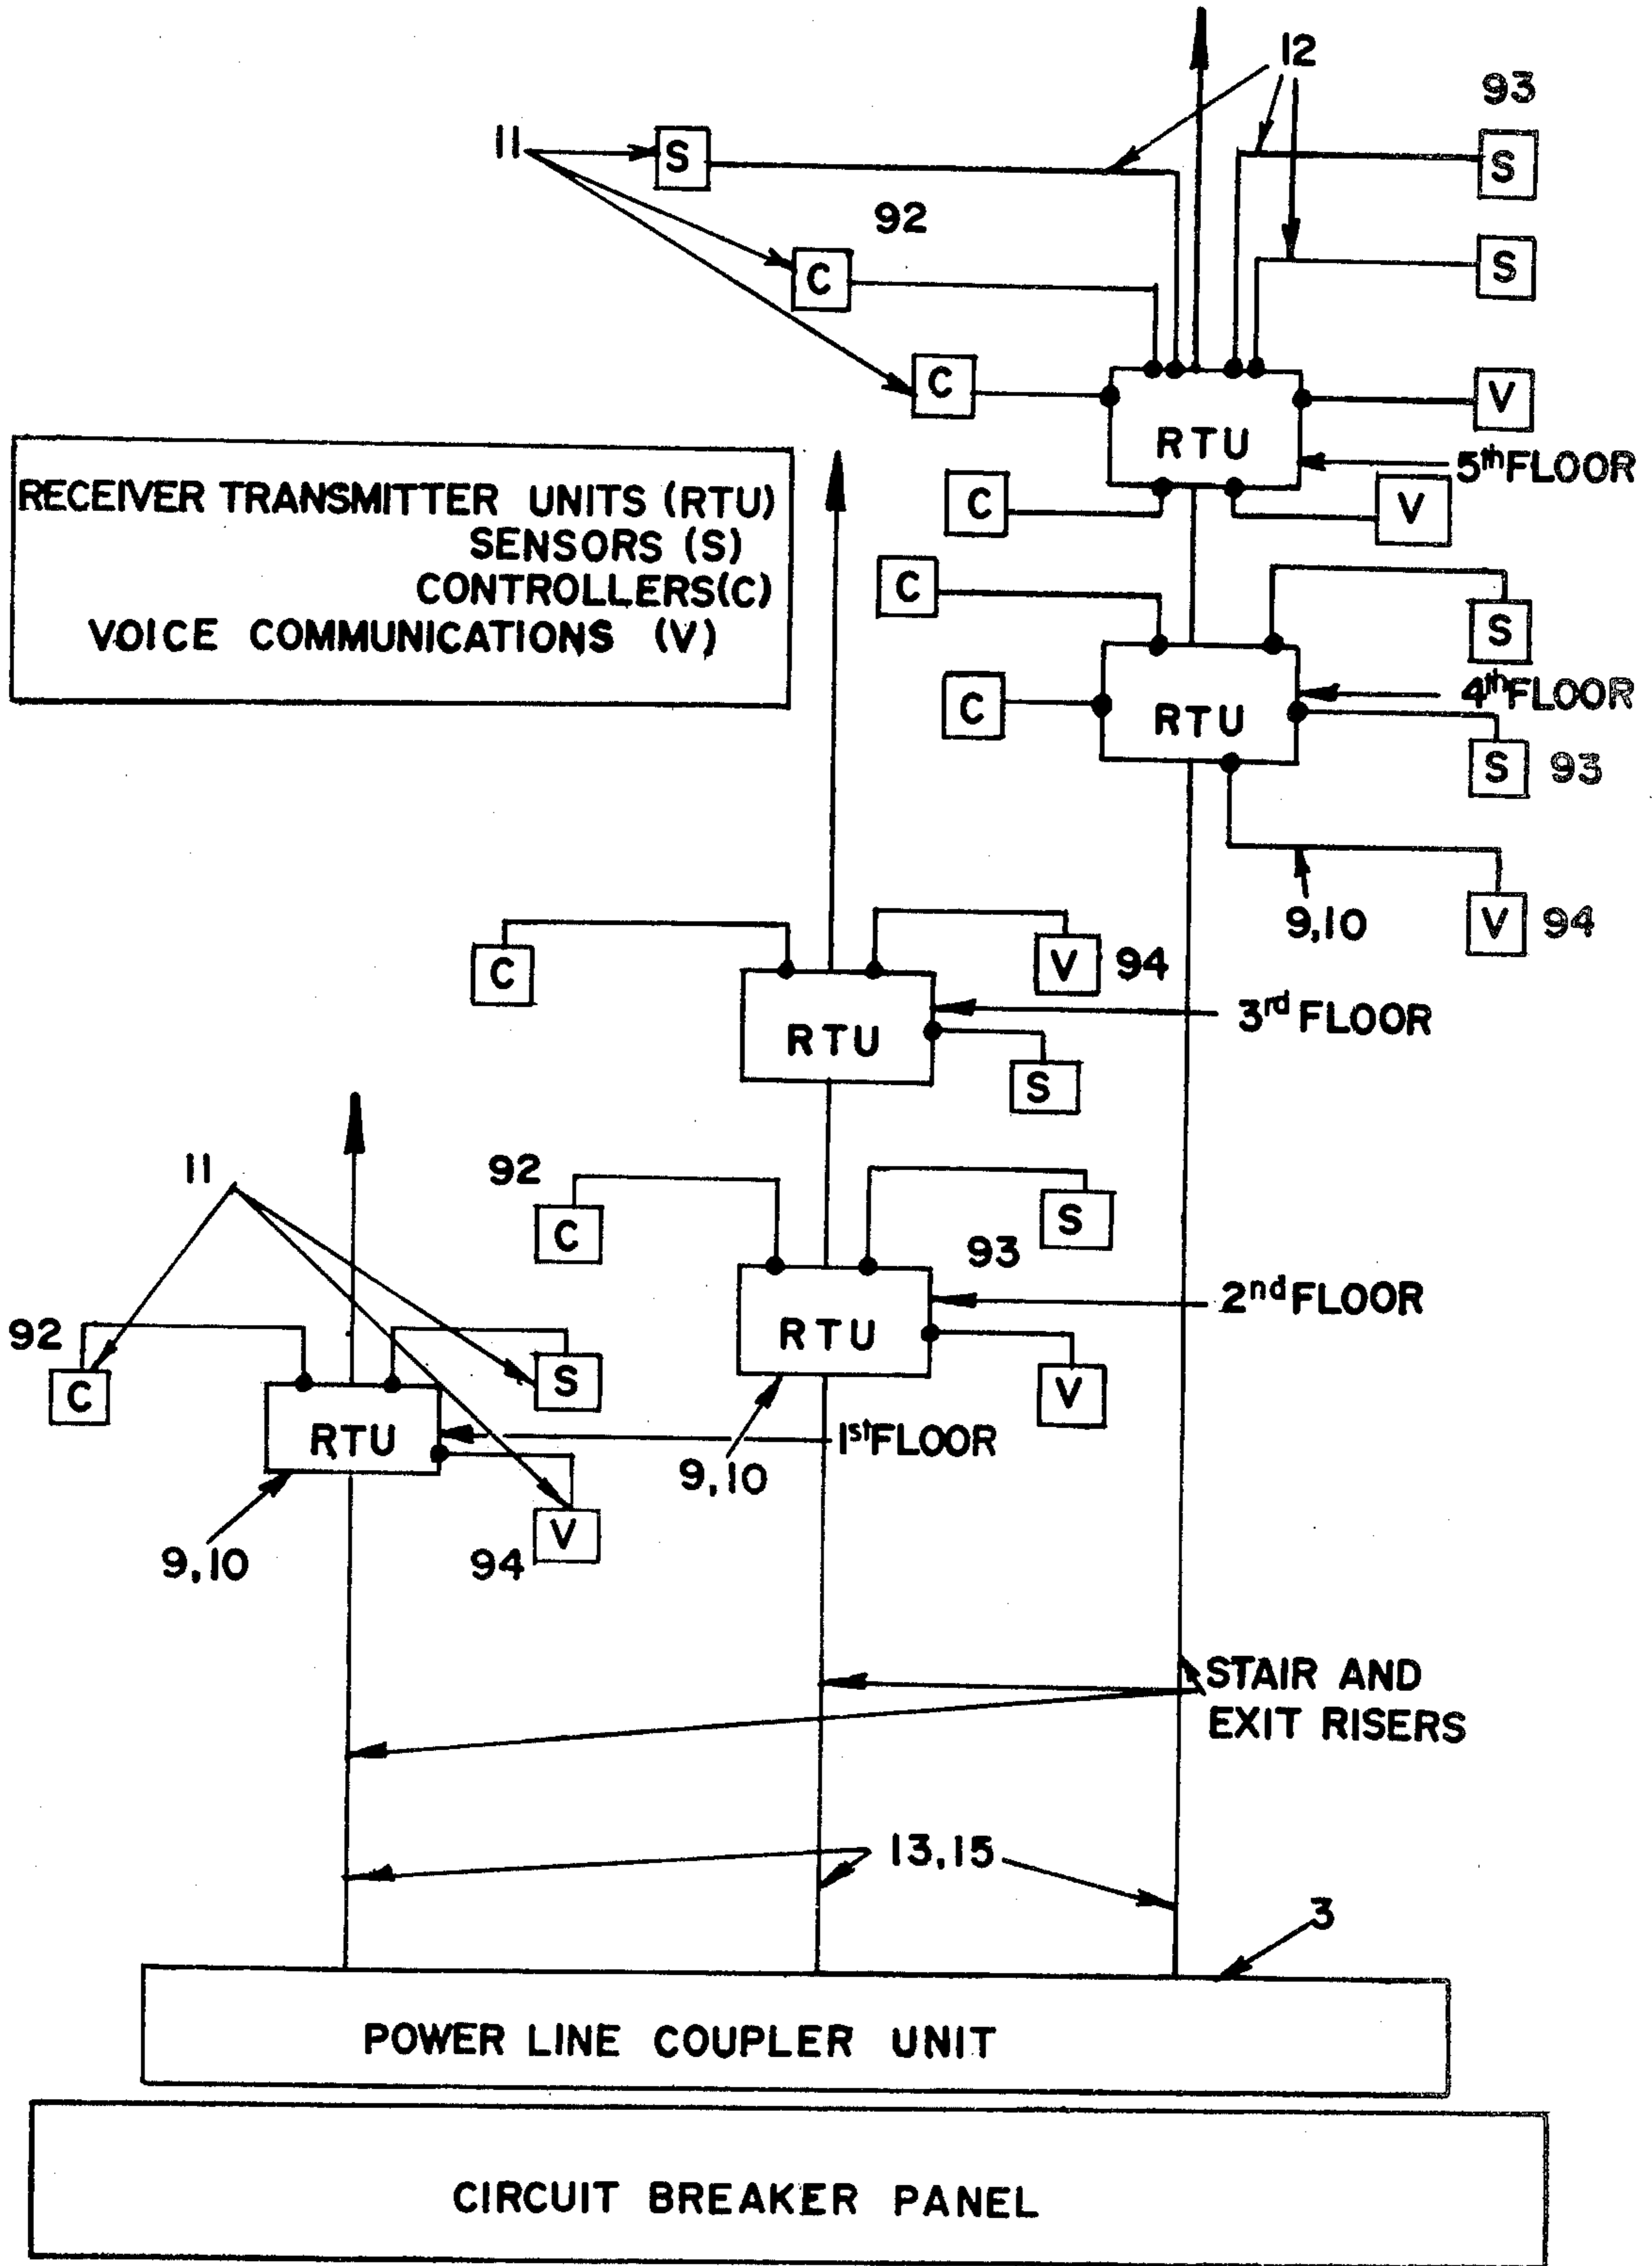 12
93
11
S
S
92
C
S
C
V
RTU
5th FLOOR
C
V
RECEIVER TRANSMITTER UNITS (RTU)
SENSORS (S)
CONTROLLERS(C)
VOICE COMMUNICATIONS (V)
C
S
C
RTU
4th FLOOR
S
93
9,10
V
94
C
V
94
RTU
3rd FLOOR
S
11
92
C
S
93
RTU
2nd FLOOR
92
C
S
V
RTU
1st FLOOR
9,10
9,10
94
V
STAIR AND
EXIT RISERS
13,15
3
POWER LINE COUPLER UNIT
CIRCUIT BREAKER PANEL